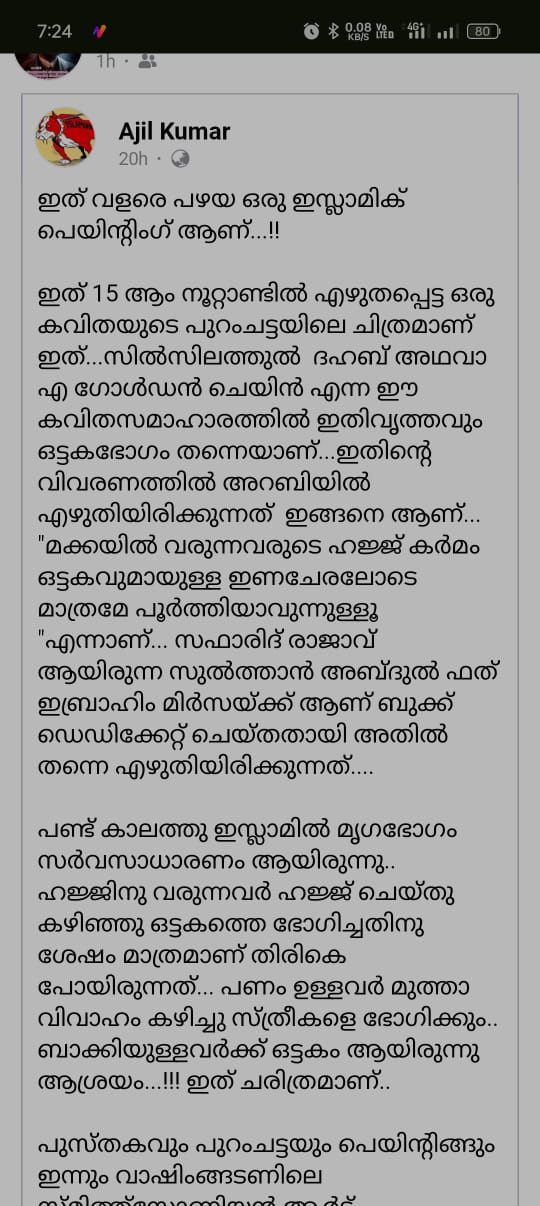 7:24
0.08 KB/S
Vo LTED
4G+
80
1h ·
Ajil Kumar
20h ·
ഇത് വളരെ പഴയ ഒരു ഇസ്ലാമിക്
പെയിന്റിംഗ് ആണ്...!!
ഇത് 15 ആം നൂറ്റാണ്ടിൽ എഴുതപ്പെട്ട ഒരു
കവിതയുടെ പുറംചട്ടയിലെ ചിത്രമാണ്
ഇത്...സിൽസിലത്തുൽ ദഹബ് അഥവാ
എ ഗോൾഡൻ ചെയിൻ എന്ന ഈ
കവിതസമാഹാരത്തിൽ ഇതിവൃത്തവും
ഒട്ടകഭോഗം തന്നെയാണ്...ഇതിന്റെ
വിവരണത്തിൽ അറബിയിൽ
എഴുതിയിരിക്കുന്നത് ഇങ്ങനെ ആണ്...
"മക്കയിൽ വരുന്നവരുടെ ഹജ്ജ് കർമം
ഒട്ടകവുമായുള്ള ഇണചേരലോടെ
മാത്രമേ പൂർത്തിയാവുന്നുള്ളൂ
"എന്നാണ്... സഫാരിദ് രാജാവ്
ആയിരുന്ന സുൽത്താൻ അബ്ദുൽ ഫത്
ഇബ്രാഹിം മിർസയ്ക്ക് ആണ് ബുക്ക്
ഡെഡിക്കേറ്റ് ചെയ്തതായി അതിൽ
തന്നെ എഴുതിയിരിക്കുന്നത്....
പണ്ട് കാലത്തു ഇസ്ലാമിൽ മൃഗഭോഗം
സർവസാധാരണം ആയിരുന്നു..
ഹജ്ജിനു വരുന്നവർ ഹജ്ജ് ചെയ്തു
കഴിഞ്ഞു ഒട്ടകത്തെ ഭോഗിച്ചതിനു
ശേഷം മാത്രമാണ് തിരികെ
പോയിരുന്നത്... പണം ഉള്ളവർ മുത്താ
വിവാഹം കഴിച്ചു സ്ത്രീകളെ ഭോഗിക്കും..
ബാക്കിയുള്ളവർക്ക് ഒട്ടകം ആയിരുന്നു
ആശ്രയം...!!! ഇത് ചരിത്രമാണ്..
പുസ്തകവും പുറംചട്ടയും പെയിന്റിങ്ങും
ഇന്നും വാഷിംങ്ങടണിലെ